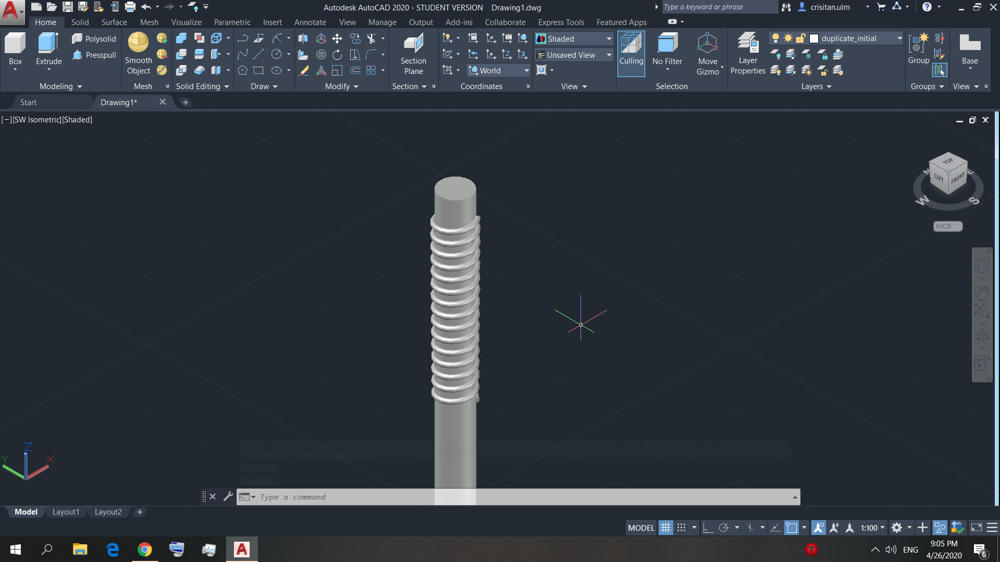 Autodesk AutoCAD 2020 - STUDENT VERSION Drawing1.dwg
Type a keyword or phrase
crisitan.ulm
Home Solid Surface Mesh Visualize Parametric Insert Annotate View Manage Output Add-ins Collaborate Express Tools Featured Apps
Box
Extrude
Polysolid
Presspull
Smooth
Object
Section
Plane
Shaded
Unsaved View
World
Culling
No Filter
Move
Gizmo
Layer
Properties
duplicate_initial
Group
Base
Modeling Mesh Solid Editing Draw Modify Section Coordinates View Selection Layers Groups View
Start Drawing1*
[−][SW Isometric][Shaded]
TOP
LEFT
FRONT
N
E
W
S
WCS
Z
Y
X
Command:
Command:
Type a command
Model Layout1 Layout2
MODEL
1:100
ENG
9:05 PM
4/26/2020
6